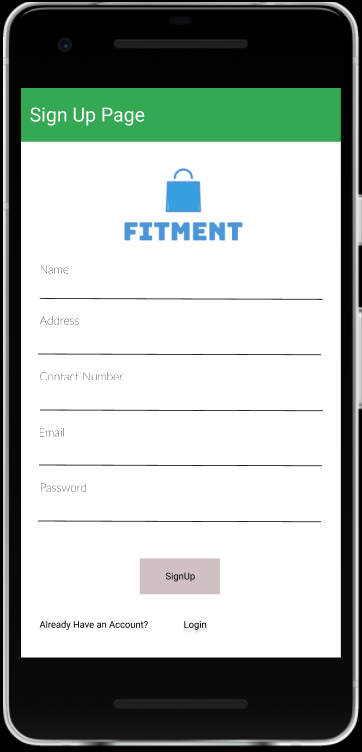 Sign Up Page
FITMENT
Name
Address
Contact Number
Email
Password
SignUp
Already Have an Account? Login